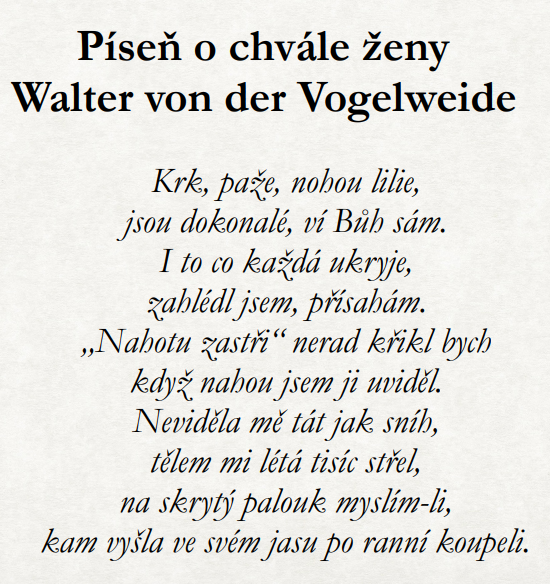 Píseň o chvále ženy
Walter von der Vogelweide
Krk, paže, nohou lilie,
jsou dokonalé, ví Bůh sám.
I to co každá ukryje,
zahlédl jsem, přísahám.
„Nahotu zastři“ nerad křikl bych
když nahou jsem ji uviděl.
Neviděla mě tát jak sníh,
tělem mi létá tisíc střel,
na skrytý palouk myslím-li,
kam vyšla ve svém jasu po ranní koupeli.